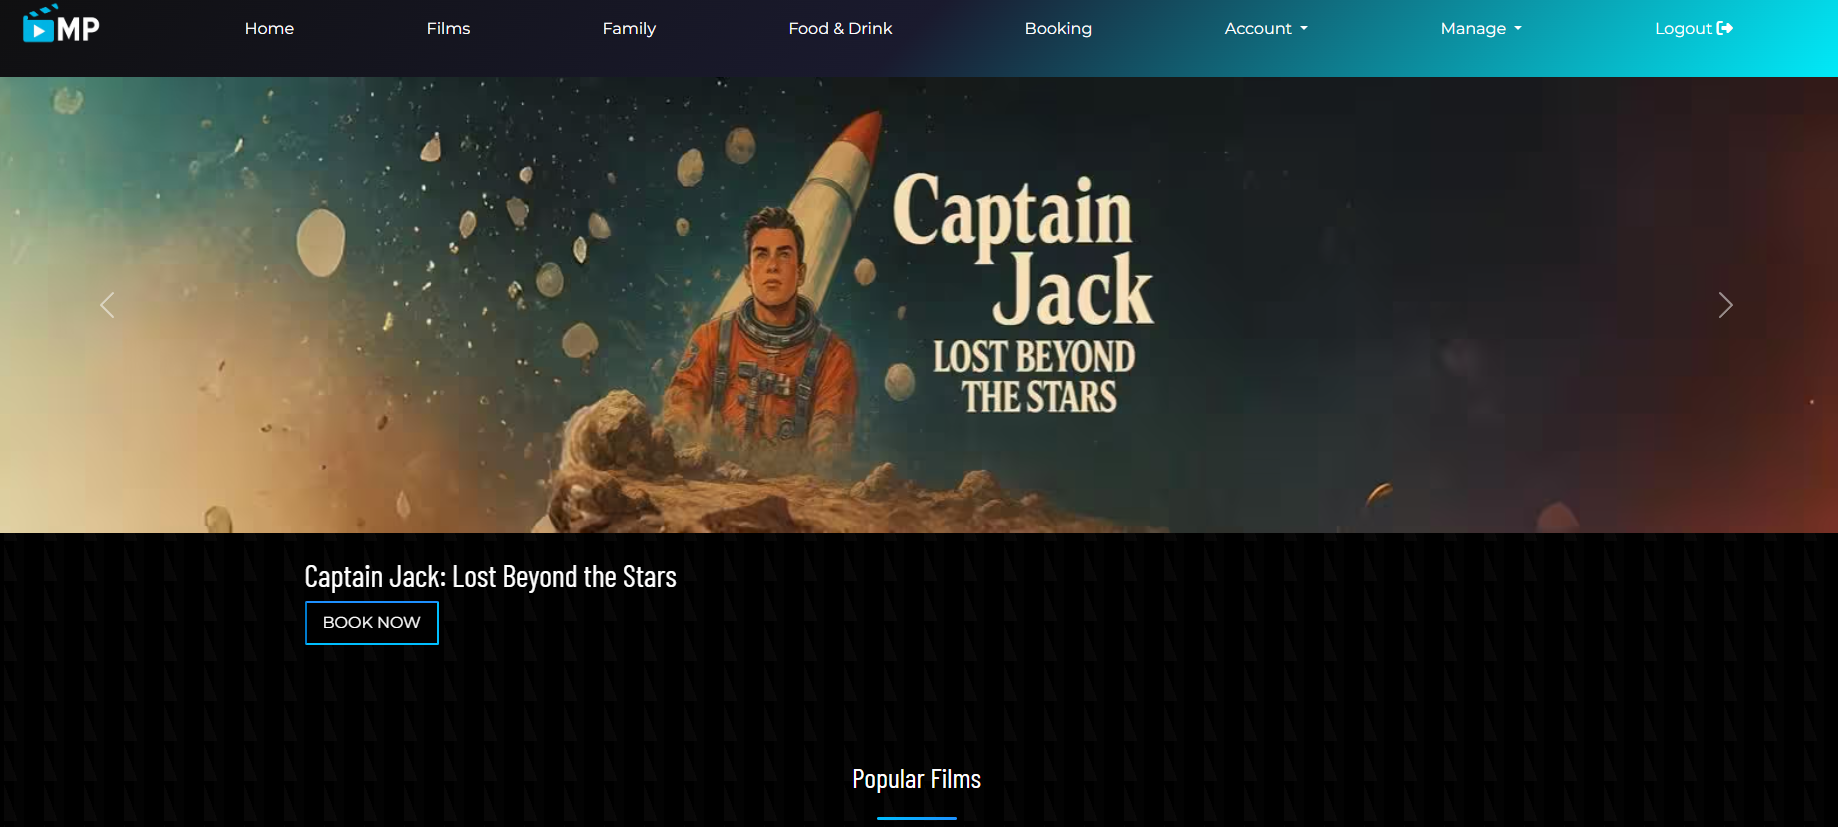 MP
Home
Films
Family
Food & Drink
Booking
Account
Manage
Logout
Captain
Jack
LOST BEYOND
THE STARS
Captain Jack: Lost Beyond the Stars
BOOK NOW
Popular Films